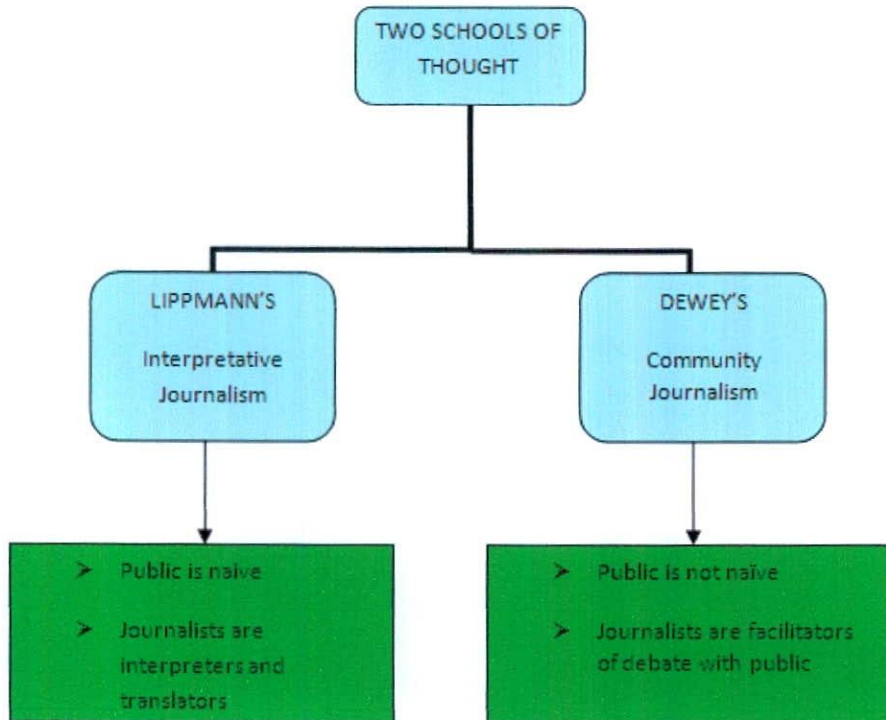 TWO SCHOOLS OF
THOUGHT
LIPPMANN'S
Interpretative
Journalism
DEWEY'S
Community
Journalism
➤ Public is naive
➤ Journalists are
interpreters and
translators
➤ Public is not naïve
➤ Journalists are facilitators
of debate with public